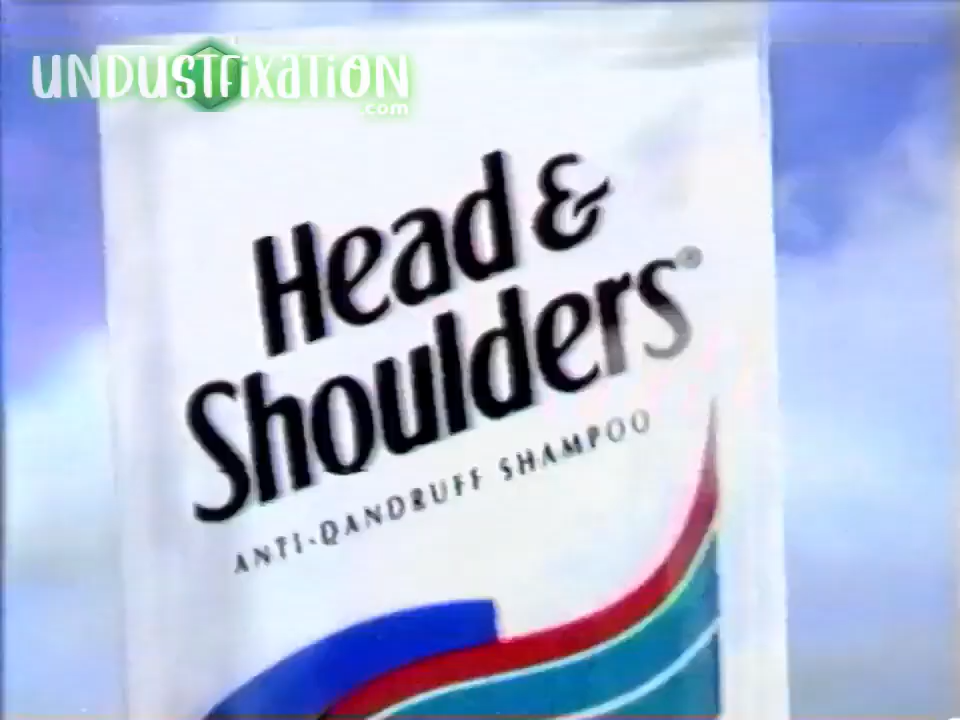 UNDUSTFiXATiON
.com
Head &
Shoulders®
ANTI-DANDRUFF SHAMPOO